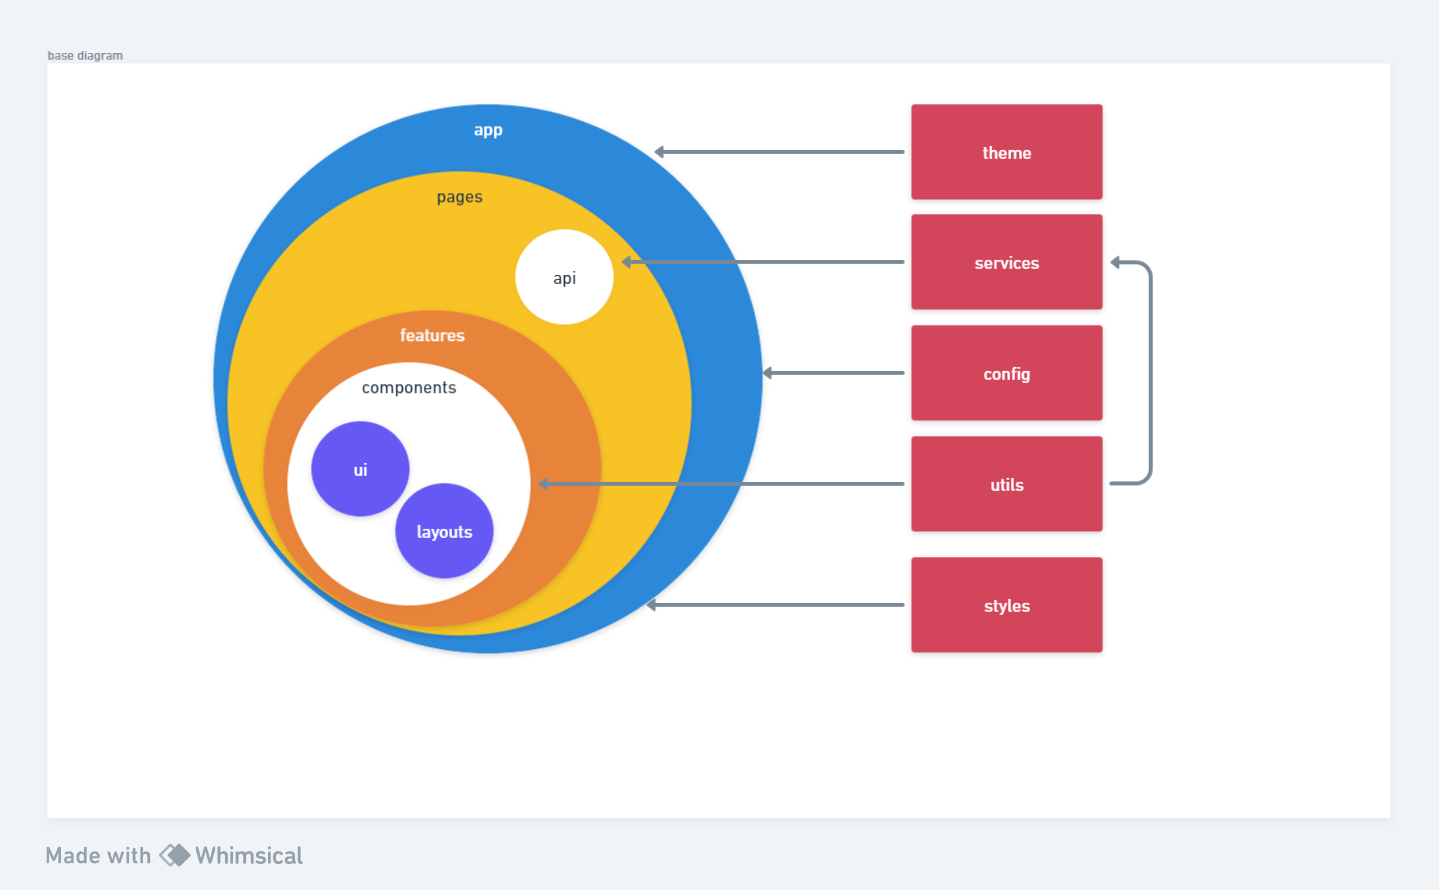 base diagram
app
pages
api
features
components
ui
layouts
theme
services
config
utils
styles
Made with Whimsical